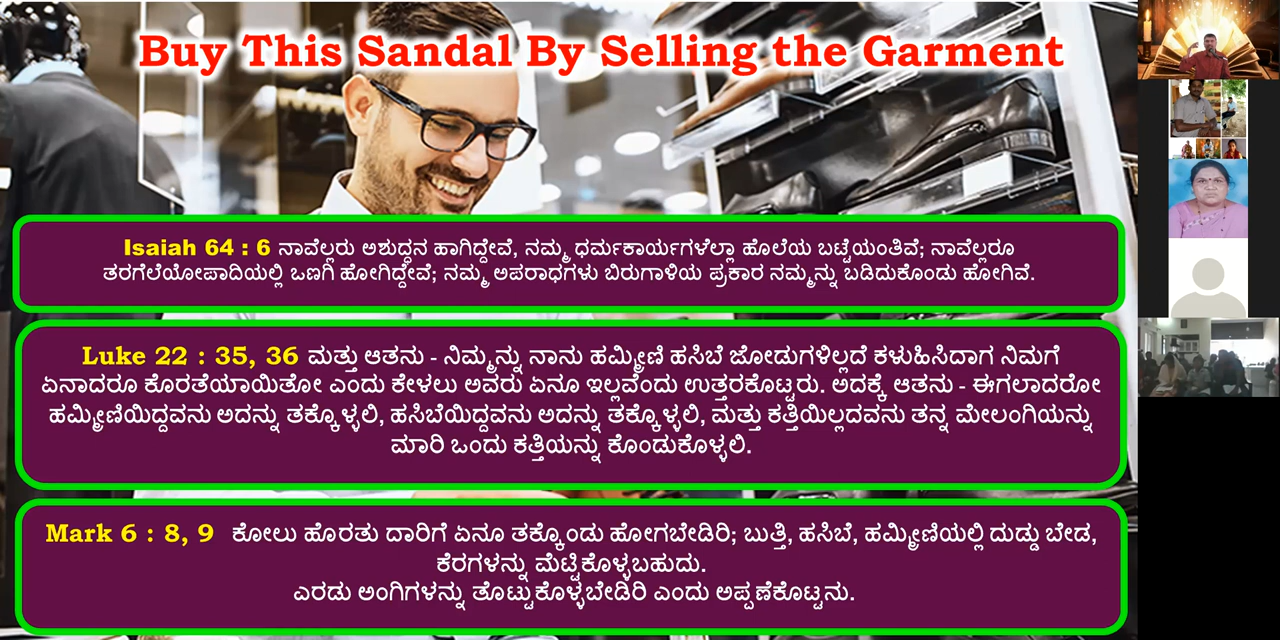 Buy This Sandal By Selling the Garment
Isaiah 64 : 6 ನಾವೆಲ್ಲರು ಅಶುದ್ಧನ ಹಾಗಿದ್ದೇವೆ, ನಮ್ಮ ಧರ್ಮಕಾರ್ಯಗಳೆಲ್ಲಾ ಹೊಲೆಯ ಬಟ್ಟೆಯಂತಿವೆ; ನಾವೆಲ್ಲರೂ
ತರಗೆಲೆಯೋಪಾದಿಯಲ್ಲಿ ಒಣಗಿ ಹೋಗಿದ್ದೇವೆ; ನಮ್ಮ ಅಪರಾಧಗಳು ಬಿರುಗಾಳಿಯ ಪ್ರಕಾರ ನಮ್ಮನ್ನು ಬಡಿದುಕೊಂಡು ಹೋಗಿವೆ.
Luke 22 : 35, 36 ಮತ್ತು ಆತನು - ನಿಮ್ಮನ್ನು ನಾನು ಹಮ್ಮೀಣಿ ಹಸಿಬೆ ಜೋಡುಗಳಿಲ್ಲದೆ ಕಳುಹಿಸಿದಾಗ ನಿಮಗೆ
ಏನಾದರೂ ಕೊರತೆಯಾಯಿತೋ ಎಂದು ಕೇಳಲು ಅವರು ಏನೂ ಇಲ್ಲವೆಂದು ಉತ್ತರಕೊಟ್ಟರು. ಅದಕ್ಕೆ ಆತನು - ಈಗಲಾದರೋ
ಹಮ್ಮೀಣಿಯಿದ್ದವನು ಅದನ್ನು ತಕ್ಕೊಳ್ಳಲಿ, ಹಸಿಬೆಯಿದ್ದವನು ಅದನ್ನು ತಕ್ಕೊಳ್ಳಲಿ, ಮತ್ತು ಕತ್ತಿಯಿಲ್ಲದವನು ತನ್ನ ಮೇಲಂಗಿಯನ್ನು
ಮಾರಿ ಒಂದು ಕತ್ತಿಯನ್ನು ಕೊಂಡುಕೊಳ್ಳಲಿ.
Mark 6 : 8, 9 ಕೋಲು ಹೊರತು ದಾರಿಗೆ ಏನೂ ತಕ್ಕೊಂಡು ಹೋಗಬೇಡಿರಿ; ಬುತ್ತಿ, ಹಸಿಬೆ, ಹಮ್ಮೀಣಿಯಲ್ಲಿ ದುಡ್ಡು ಬೇಡ,
ಕೆರಗಳನ್ನು ಮೆಟ್ಟಿಕೊಳ್ಳಬಹುದು.
ಎರಡು ಅಂಗಿಗಳನ್ನು ತೊಟ್ಟುಕೊಳ್ಳಬೇಡಿರಿ ಎಂದು ಅಪ್ಪಣೆಕೊಟ್ಟನು.